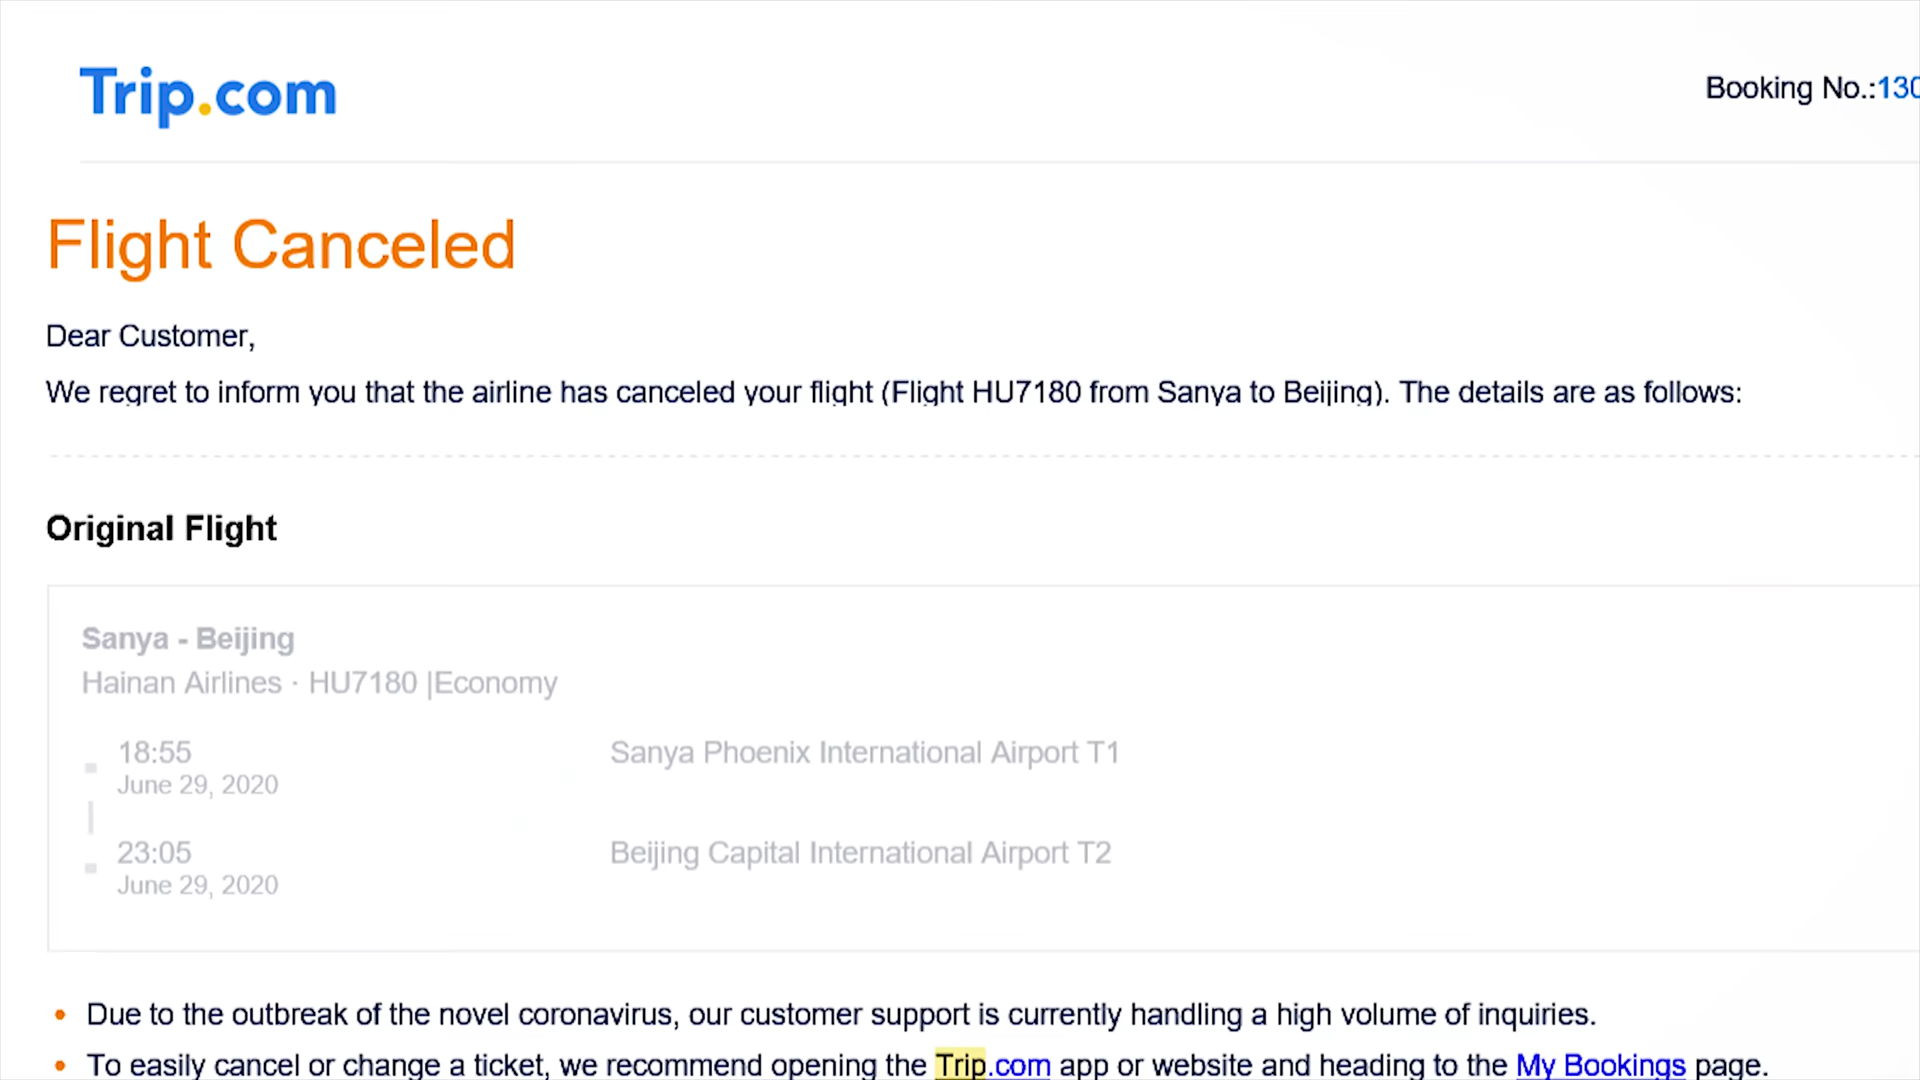 Trip.com
Booking No.:130
Flight Canceled
Dear Customer,
We regret to inform you that the airline has canceled your flight (Flight HU7180 from Sanya to Beijing). The details are as follows:
Original Flight
Sanya - Beijing
Hainan Airlines · HU7180 |Economy
18:55
Sanya Phoenix International Airport T1
June 29, 2020
23:05
Beijing Capital International Airport T2
June 29, 2020
• Due to the outbreak of the novel coronavirus, our customer support is currently handling a high volume of inquiries.
• To easily cancel or change a ticket, we recommend opening the Trip.com app or website and heading to the My Bookings page.